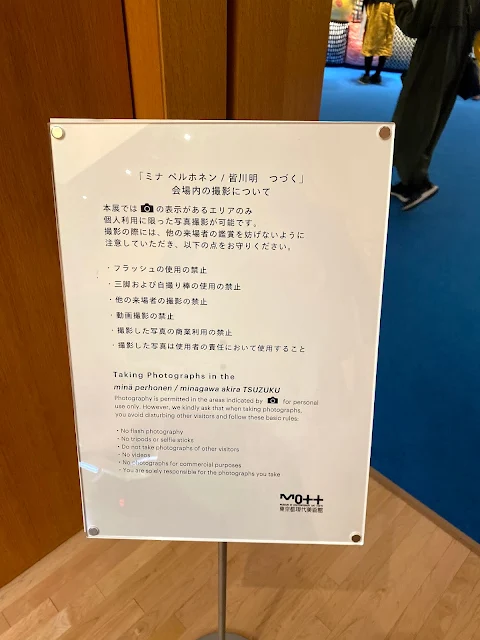 「ミナ ペルホネン / 皆川明　つづく」
会場内の撮影について
本展では の表示があるエリアのみ
個人利用に限った写真撮影が可能です。
撮影の際には、他の来場者の鑑賞を妨げないように
注意していただき、以下の点をお守りください。
・フラッシュの使用の禁止
・三脚および自撮り棒の使用の禁止
・他の来場者の撮影の禁止
・動画撮影の禁止
・撮影した写真の商業利用の禁止
・撮影した写真は使用者の責任において使用すること
Taking Photographs in the
minä perhonen / minagawa akira TSUZUKU
Photography is permitted in the areas indicated by for personal
use only. However, we kindly ask that when taking photographs,
you avoid disturbing other visitors and follow these basic rules:
・No flash photography
・No tripods or selfie sticks
・Do not take photographs of other visitors
・No videos
・No photographs for commercial purposes
・You are solely responsible for the photographs you take
東京都現代美術館